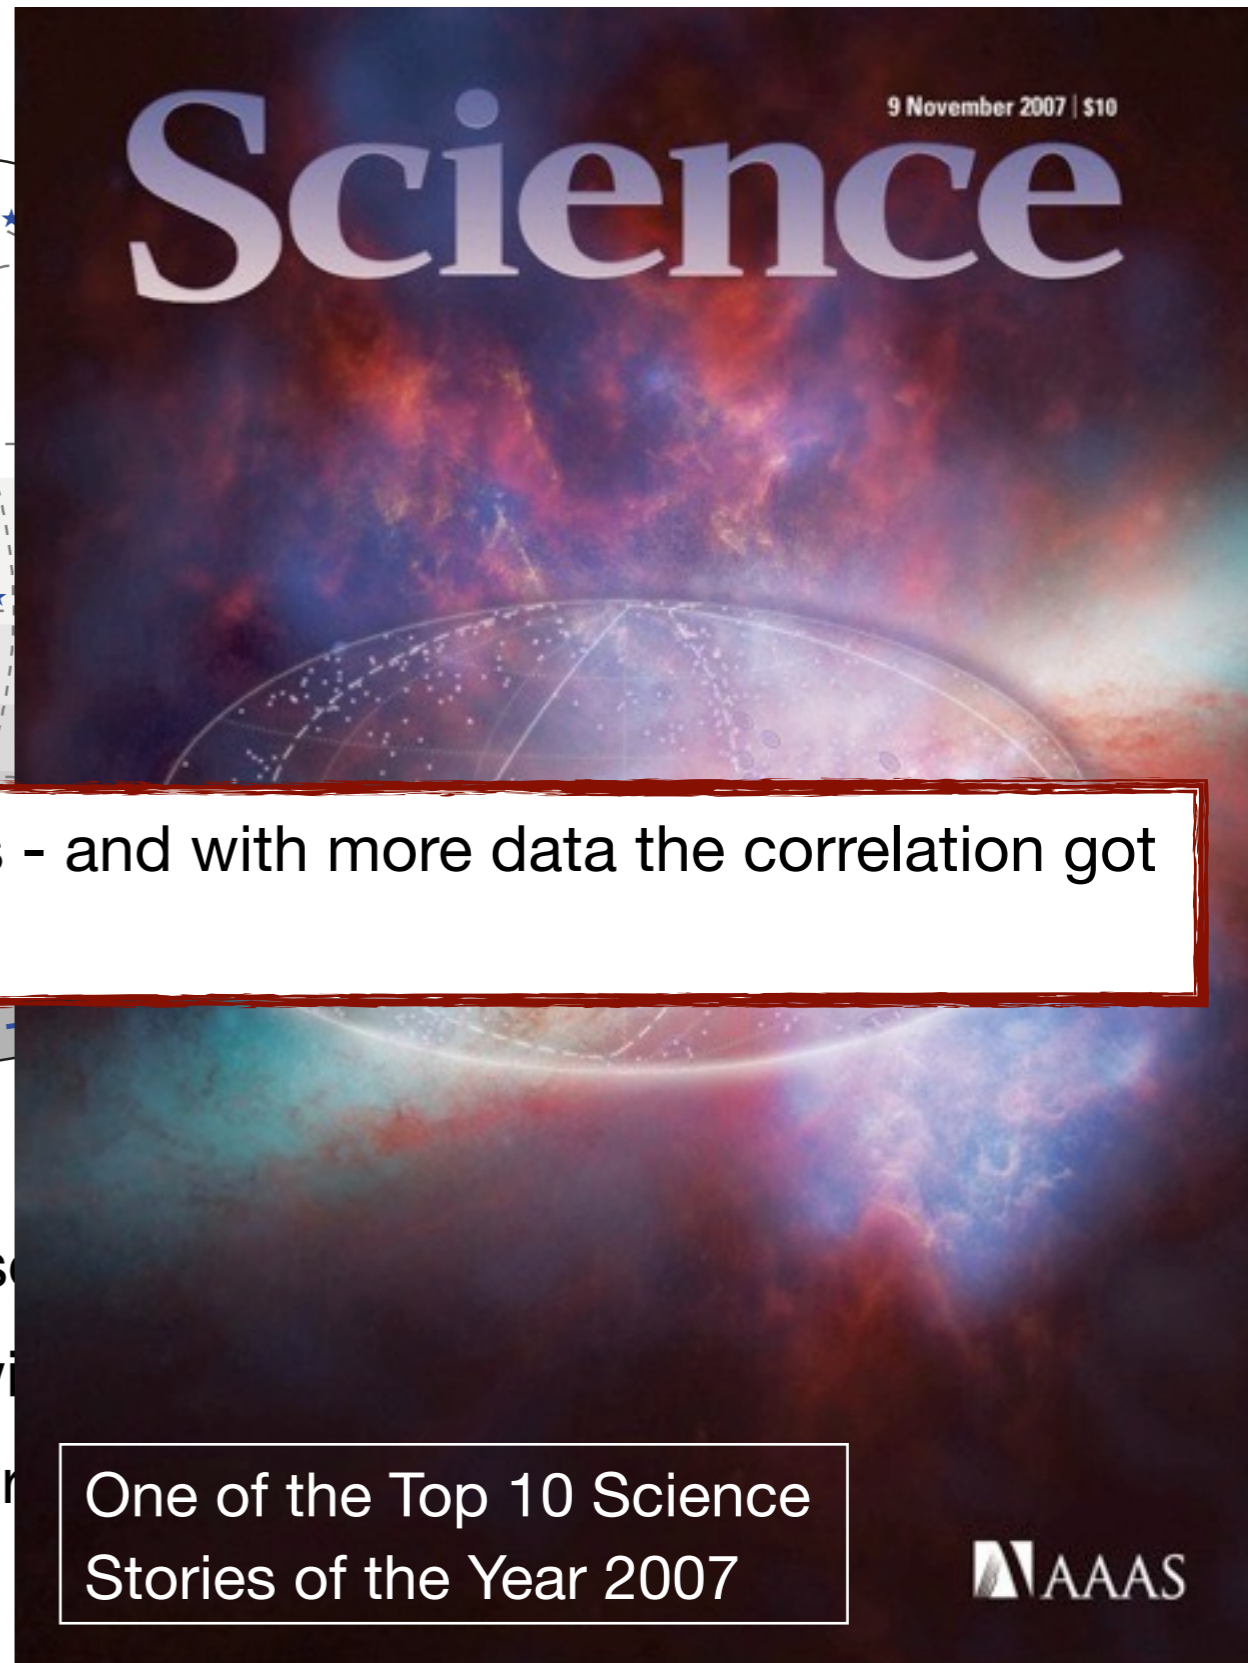 Science
9 November 2007 | $10
- and with more data the correlation got
One of the Top 10 Science
Stories of the Year 2007
AAAS